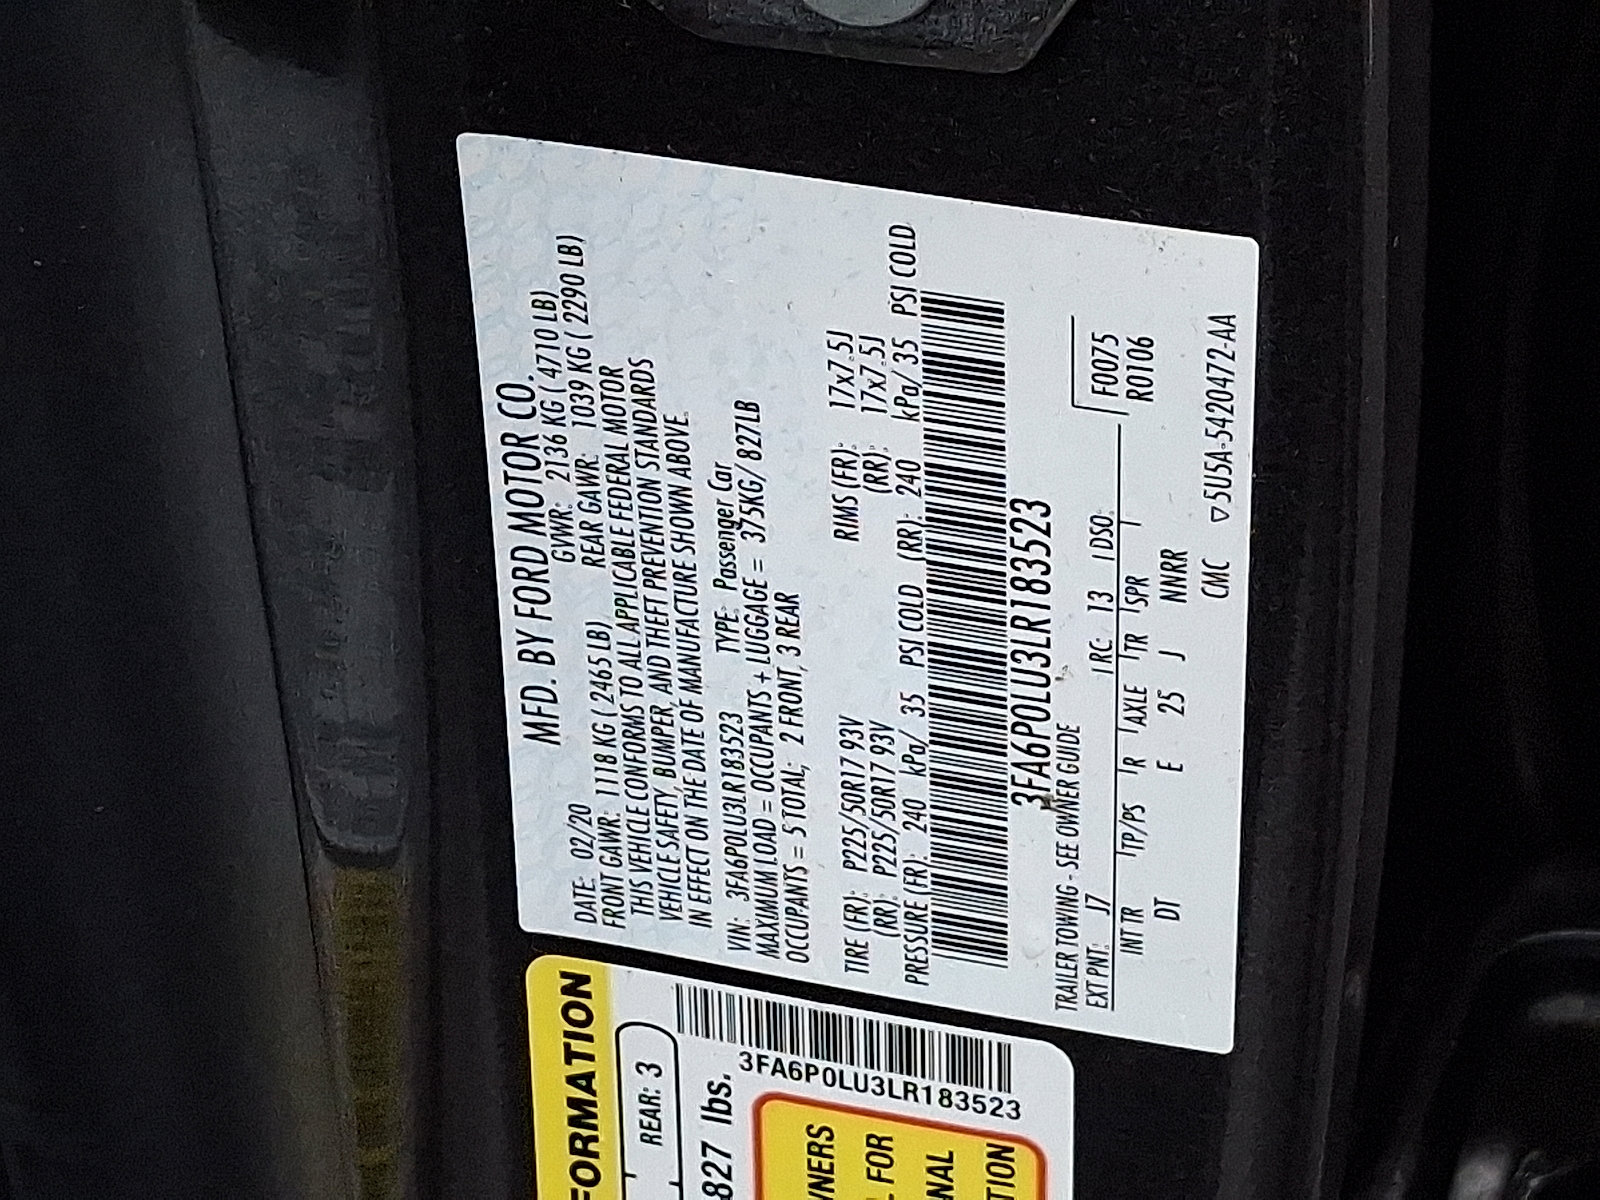 MFD. BY FORD MOTOR CO.
DATE: 02/20 GVWR: 2136 KG ( 4710 LB)
FRONT GAWR: 1118 KG ( 2465 LB) REAR GAWR: 1039 KG ( 2290 LB)
THIS VEHICLE CONFORMS TO ALL APPLICABLE FEDERAL MOTOR
VEHICLE SAFETY, BUMPER, AND THEFT PREVENTION STANDARDS
IN EFFECT ON THE DATE OF MANUFACTURE SHOWN ABOVE.
VIN: 3FA6P0LU3LR183523 TYPE: Passenger Car
MAXIMUM LOAD = OCCUPANTS + LUGGAGE = 375KG/827LB
OCCUPANTS = 5 TOTAL; 2 FRONT, 3 REAR
TIRE (FR): P225/50R17 93V RIMS (FR): 17x7.5J
(RR): P225/50R17 93V (RR): 17x7.5J
PRESSURE (FR): 240 kPa/ 35 PSI COLD (RR): 240 kPa/ 35 PSI COLD
3FA6P0LU3LR183523
TRAILER TOWING - SEE OWNER GUIDE
EXT PNT: J7 RC: 13 DSO: F0075
INT TR TP/PS R AXLE TR SPR R0106
DT E 25 J NNRR
CMC ▽5U5A-5420472-AA
FORMATION
REAR: 3
827 lbs.
3FA6P0LU3LR183523
WNERS
L FOR
NAL
TION